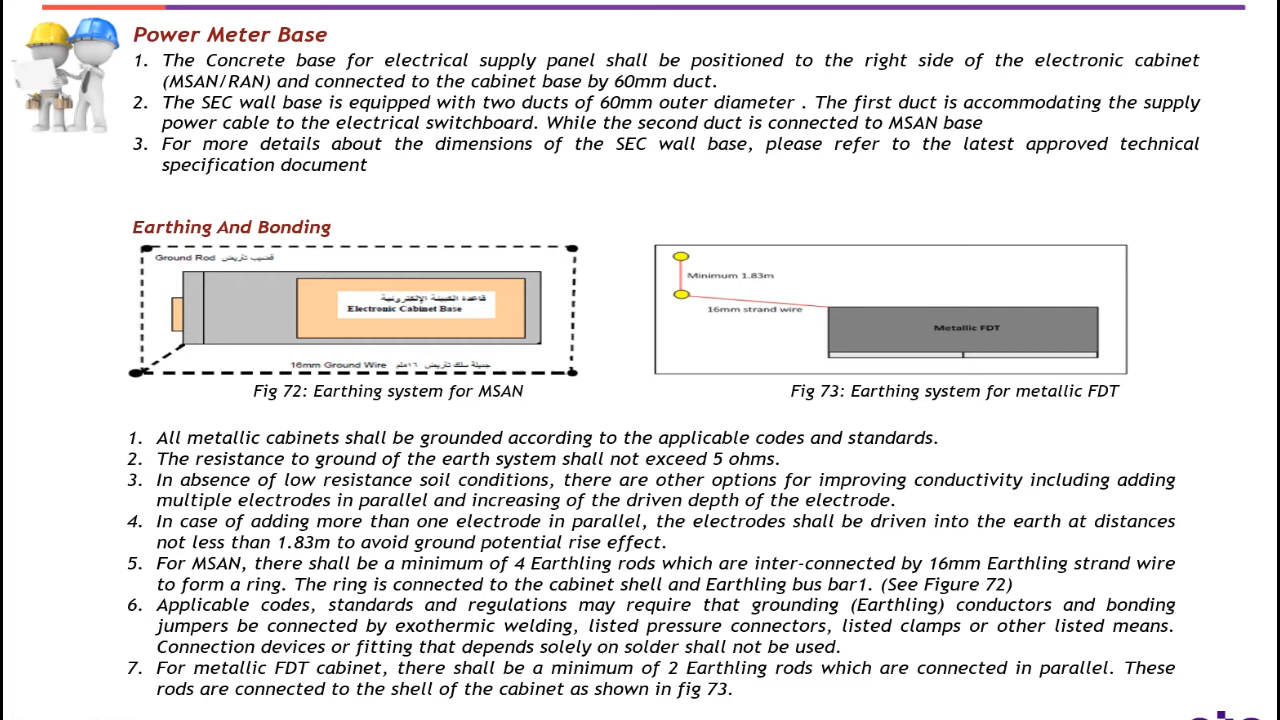 Power Meter Base
1. The Concrete base for electrical supply panel shall be positioned to the right side of the electronic cabinet
(MSAN/RAN) and connected to the cabinet base by 60mm duct.
2. The SEC wall base is equipped with two ducts of 60mm outer diameter . The first duct is accommodating the supply
power cable to the electrical switchboard. While the second duct is connected to MSAN base
3. For more details about the dimensions of the SEC wall base, please refer to the latest approved technical
specification document
Earthing And Bonding
Ground Rod قضيب تأريض
قاعدة الكبينة الإلكترونية
Electronic Cabinet Base
16mm Ground Wire جديلة سلك تأريض ١٦ملم
Minimum 1.83m
16mm strand wire
Metallic FDT
Fig 72: Earthing system for MSAN
Fig 73: Earthing system for metallic FDT
1. All metallic cabinets shall be grounded according to the applicable codes and standards.
2. The resistance to ground of the earth system shall not exceed 5 ohms.
3. In absence of low resistance soil conditions, there are other options for improving conductivity including adding
multiple electrodes in parallel and increasing of the driven depth of the electrode.
4. In case of adding more than one electrode in parallel, the electrodes shall be driven into the earth at distances
not less than 1.83m to avoid ground potential rise effect.
5. For MSAN, there shall be a minimum of 4 Earthling rods which are inter-connected by 16mm Earthling strand wire
to form a ring. The ring is connected to the cabinet shell and Earthling bus bar1. (See Figure 72)
6. Applicable codes, standards and regulations may require that grounding (Earthling) conductors and bonding
jumpers be connected by exothermic welding, listed pressure connectors, listed clamps or other listed means.
Connection devices or fitting that depends solely on solder shall not be used.
7. For metallic FDT cabinet, there shall be a minimum of 2 Earthling rods which are connected in parallel. These
rods are connected to the shell of the cabinet as shown in fig 73.